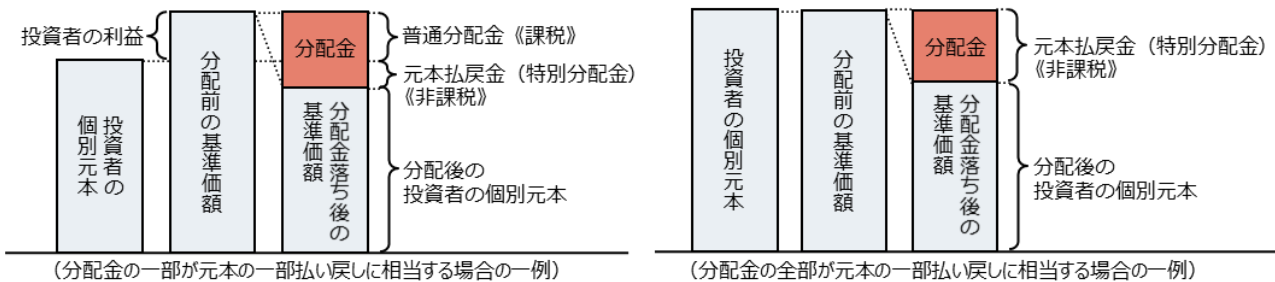 投資者の利益
投資者の
個別元本
分配前の基準価額
分配金
分配金落ち後の
基準価額
普通分配金《課税》
元本払戻金（特別分配金）
《非課税》
分配後の
投資者の個別元本
（分配金の一部が元本の一部払い戻しに相当する場合の一例）
投資者の個別元本
分配前の基準価額
分配金
分配金落ち後の
基準価額
元本払戻金（特別分配金）
《非課税》
分配後の
投資者の個別元本
（分配金の全部が元本の一部払い戻しに相当する場合の一例）